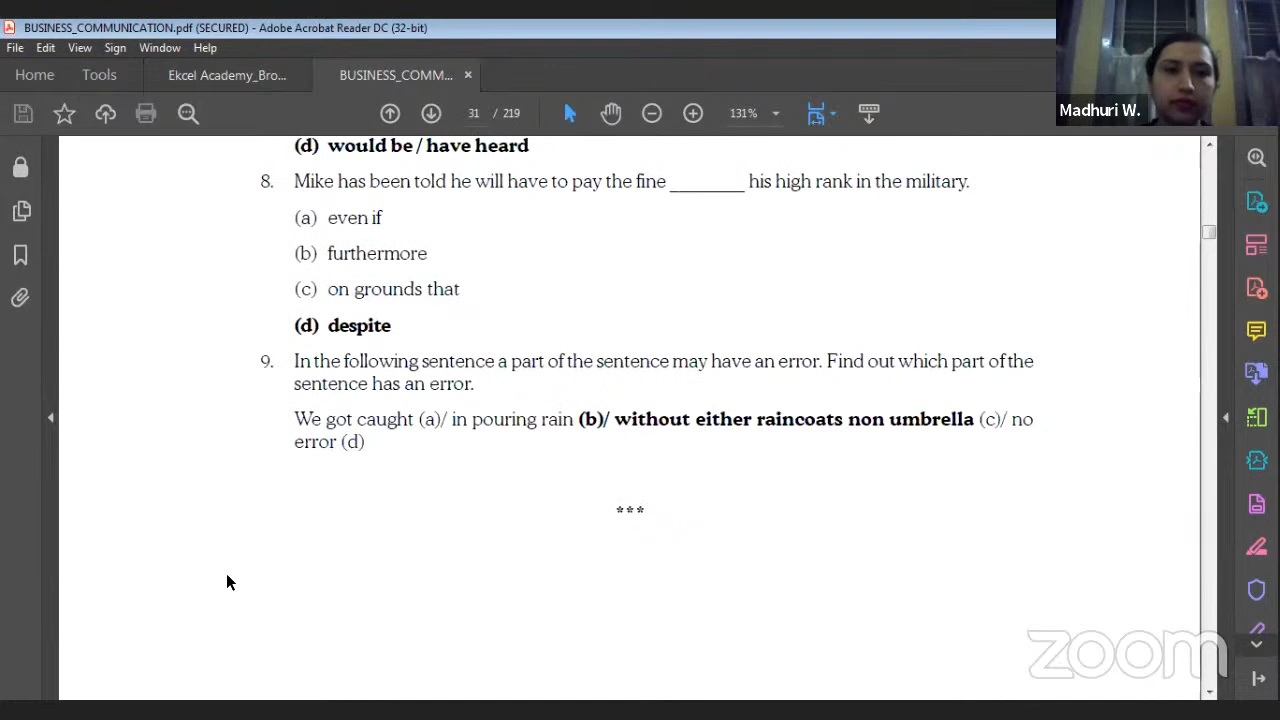 BUSINESS_COMMUNICATION.pdf (SECURED) - Adobe Acrobat Reader DC (32-bit)
File Edit View Sign Window Help
Home Tools Ekcel Academy_Bro... BUSINESS_COMM... ×
31 / 219 131%
Madhuri W.
(d) would be / have heard
8. Mike has been told he will have to pay the fine ________ his high rank in the military.
(a) even if
(b) furthermore
(c) on grounds that
(d) despite
9. In the following sentence a part of the sentence may have an error. Find out which part of the
sentence has an error.
We got caught (a)/ in pouring rain (b)/ without either raincoats non umbrella (c)/ no
error (d)
***
zoom